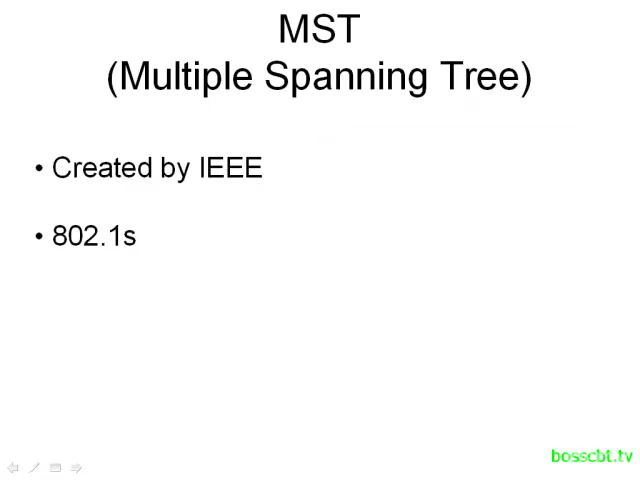 MST
(Multiple Spanning Tree)
• Created by IEEE
• 802.1s
bosscbt.tv